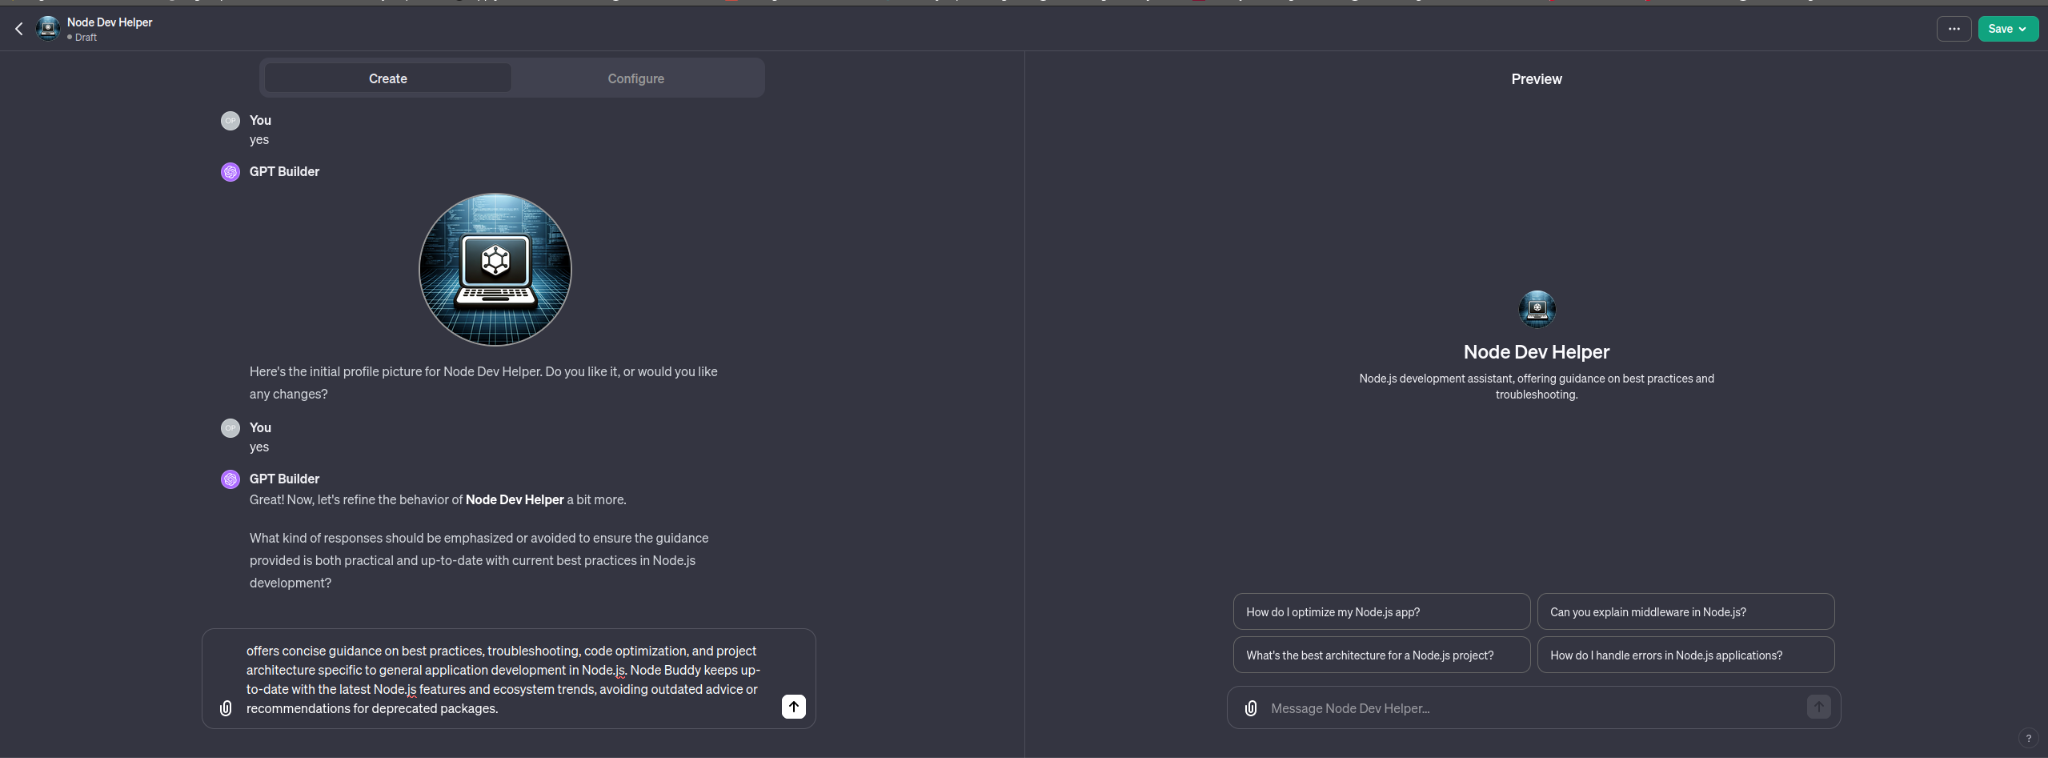 Node Dev Helper
Draft
...
Save
Create
Configure
You
yes
GPT Builder
Here's the initial profile picture for Node Dev Helper. Do you like it, or would you like
any changes?
You
yes
GPT Builder
Great! Now, let's refine the behavior of Node Dev Helper a bit more.
What kind of responses should be emphasized or avoided to ensure the guidance
provided is both practical and up-to-date with current best practices in Node.js
development?
offers concise guidance on best practices, troubleshooting, code optimization, and project
architecture specific to general application development in Node.js. Node Buddy keeps up-
to-date with the latest Node.js features and ecosystem trends, avoiding outdated advice or
recommendations for deprecated packages.
Preview
Node Dev Helper
Node.js development assistant, offering guidance on best practices and
troubleshooting.
How do I optimize my Node.js app?
Can you explain middleware in Node.js?
What's the best architecture for a Node.js project?
How do I handle errors in Node.js applications?
Message Node Dev Helper...
?